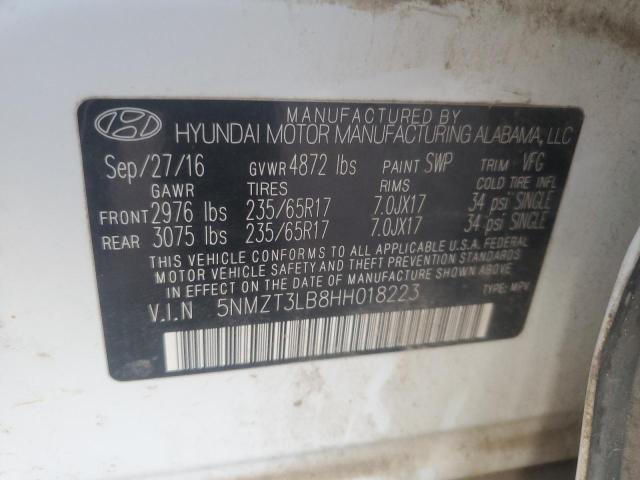 MANUFACTURED BY
HYUNDAI MOTOR MANUFACTURING ALABAMA, LLC
Sep/27/16 GVWR 4872 lbs PAINT SWP TRIM VFG
GAWR TIRES RIMS COLD TIRE INFL
FRONT 2976 lbs 235/65R17 7.0JX17 34 psi SINGLE
REAR 3075 lbs 235/65R17 7.0JX17 34 psi SINGLE
THIS VEHICLE CONFORMS TO ALL APPLICABLE U.S.A. FEDERAL
MOTOR VEHICLE SAFETY AND THEFT PREVENTION STANDARDS
IN EFFECT ON THE DATE OF MANUFACTURE SHOWN ABOVE.
V.I.N 5NMZT3LB8HH018223 TYPE: MPV